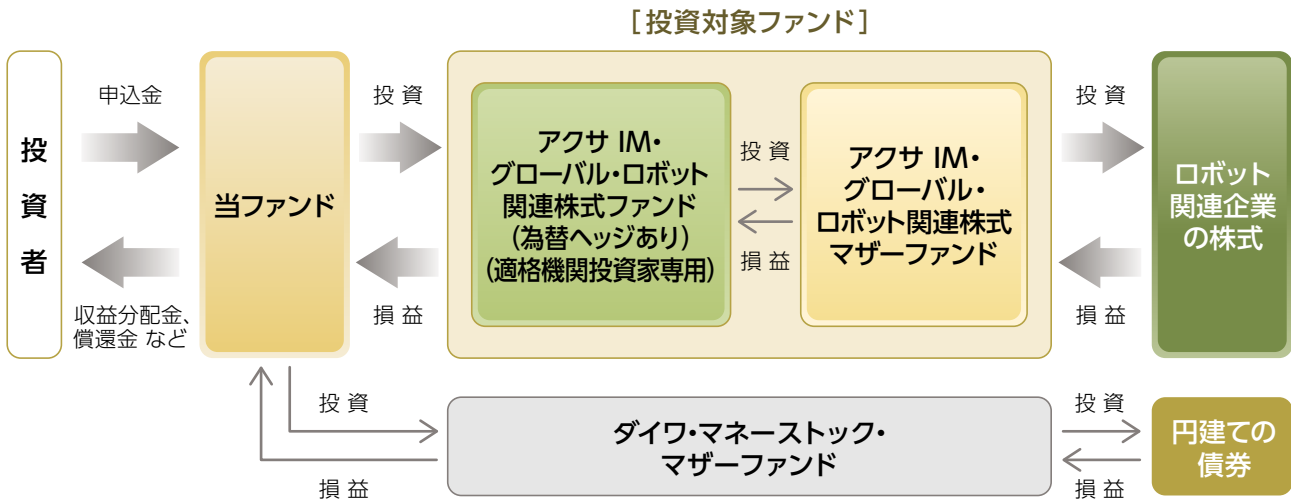 ［投資対象ファンド］
投
資
者
申込金
収益分配金、
償還金 など
当ファンド
投 資
損 益
アクサ IM・
グローバル・ロボット
関連株式ファンド
(為替ヘッジあり)
(適格機関投資家専用)
投 資
損 益
アクサ IM・
グローバル・
ロボット関連株式
マザーファンド
投 資
損 益
ロボット
関連企業
の株式
投 資
損 益
ダイワ・マネーストック・
マザーファンド
投 資
損 益
円建ての
債券